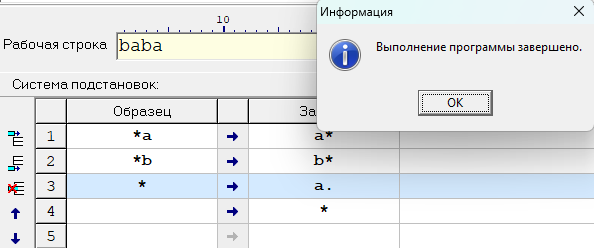 Информация
10
Рабочая строка baba
Выполнение программы завершено.
Система подстановок:
OK
Образец За
1 *a a*
2 *b b*
3 * a.
4 *
5